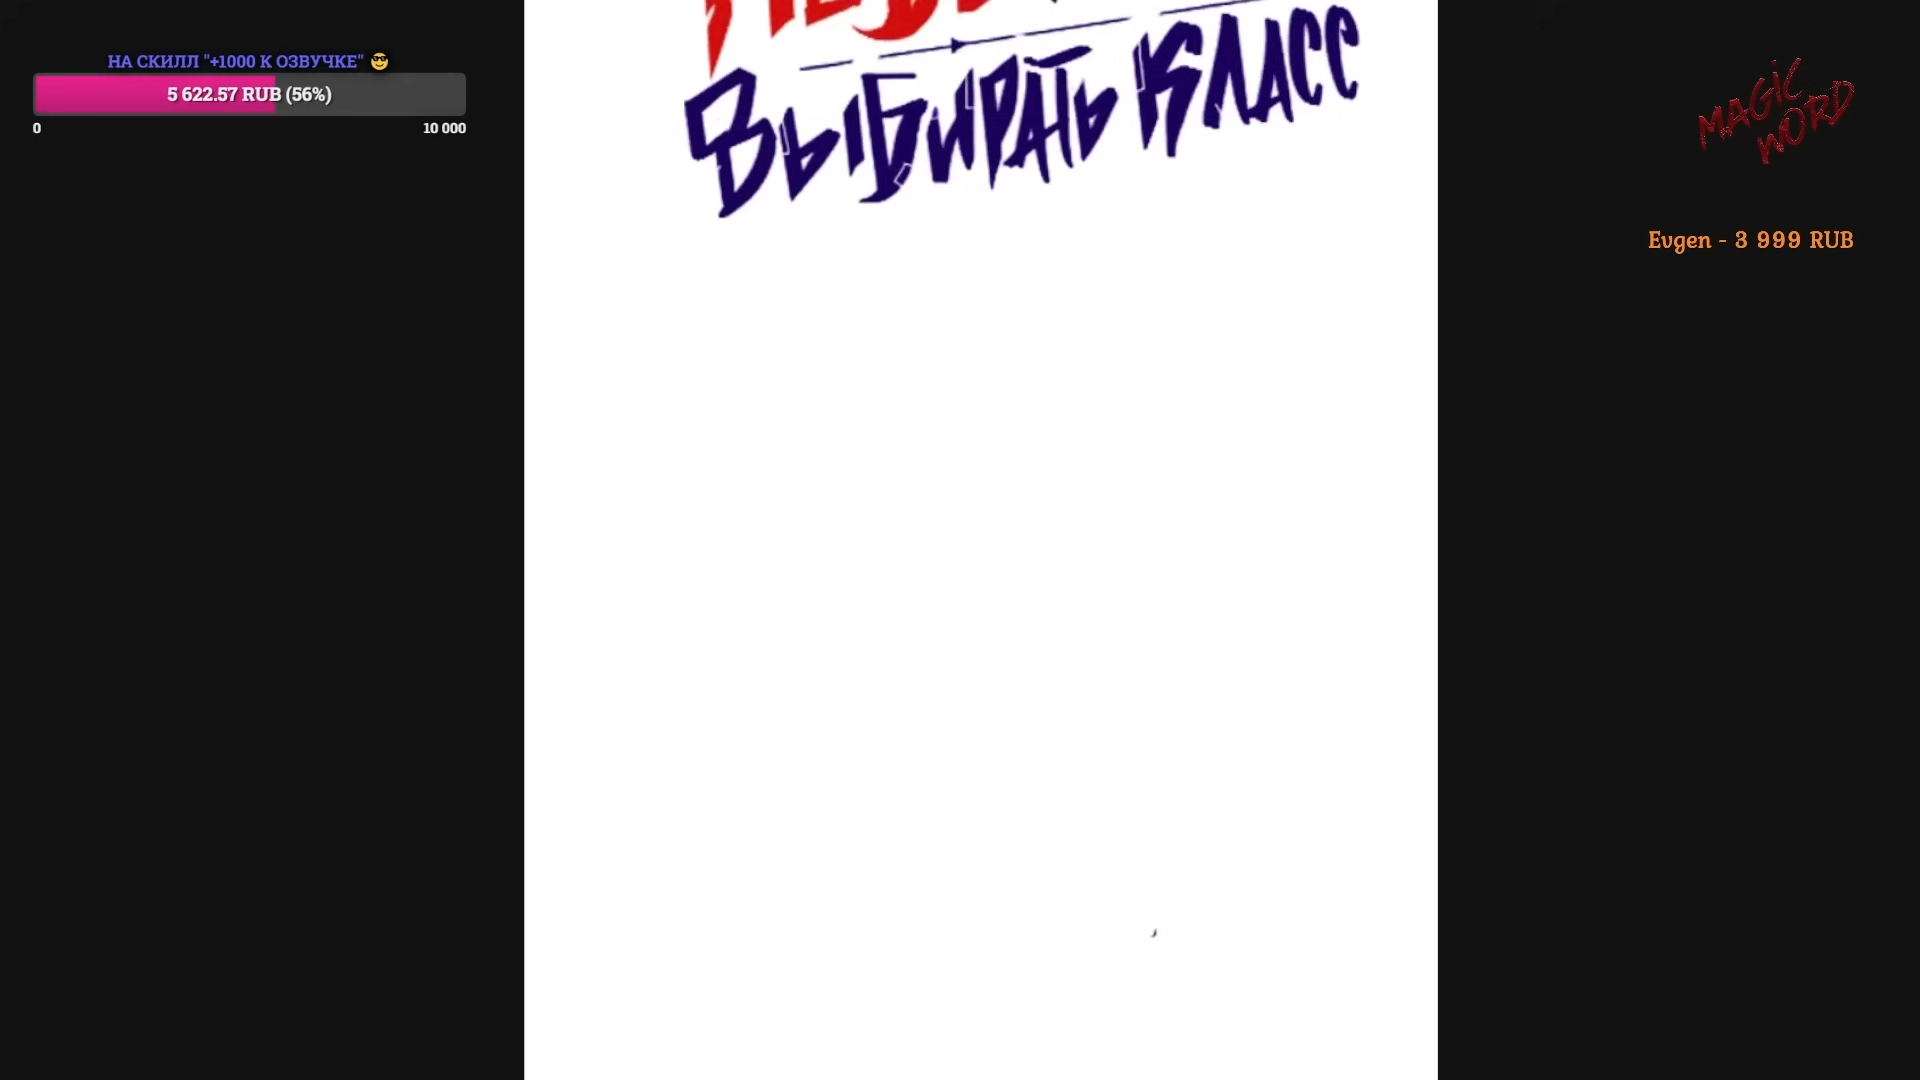 НА СКИЛЛ "+1000 К ОЗВУЧКЕ" 😎
5 622.57 RUB (56%)
0
10 000
ВЫБИРАТЬ КЛАСС
MAGIC
WORD
Evgen - 3 999 RUB